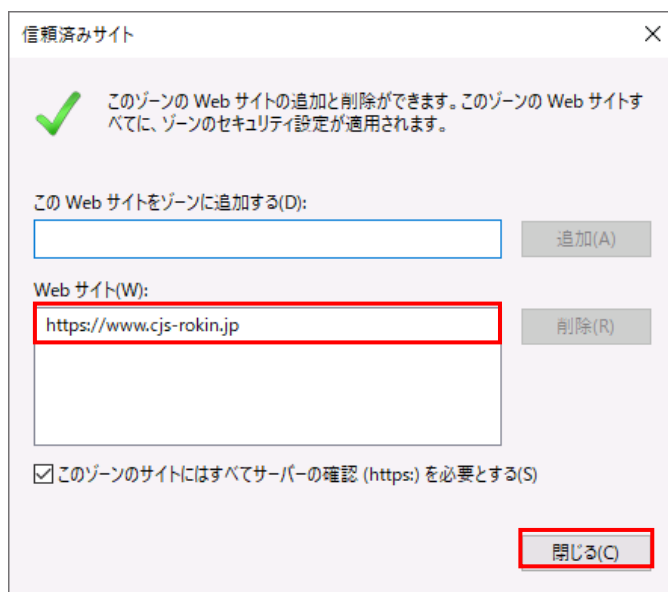 信頼済みサイト
このゾーンの Web サイトの追加と削除ができます。このゾーンの Web サイトす
べてに、ゾーンのセキュリティ設定が適用されます。
この Web サイトをゾーンに追加する(D):
追加(A)
Web サイト(W):
https://www.cjs-rokin.jp
削除(R)
このゾーンのサイトにはすべてサーバーの確認 (https:) を必要とする(S)
閉じる(C)